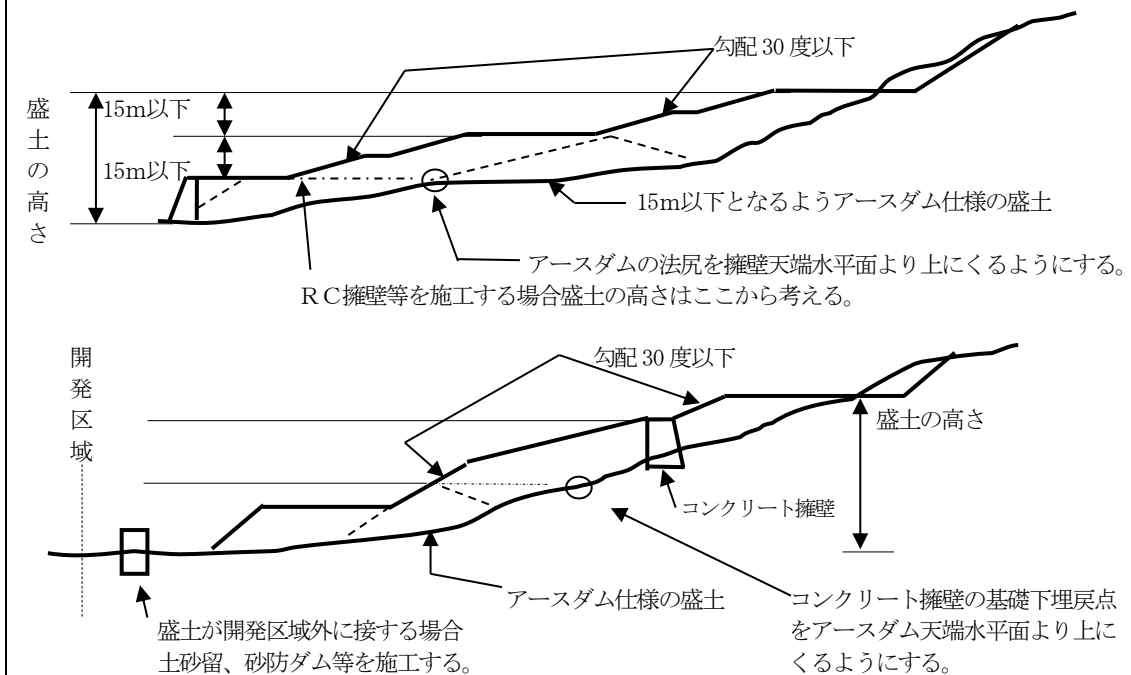 勾配 30 度以下
15m以下
盛土の高さ
15m以下
15m以下となるようアースダム仕様の盛土
アースダムの法尻を擁壁天端水平面より上にくるようにする。
ＲＣ擁壁等を施工する場合盛土の高さはここから考える。
開発区域
勾配 30 度以下
盛土の高さ
コンクリート擁壁
アースダム仕様の盛土
コンクリート擁壁の基礎下埋戻点
をアースダム天端水平面より上に
くるようにする。
盛土が開発区域外に接する場合
土砂留、砂防ダム等を施工する。